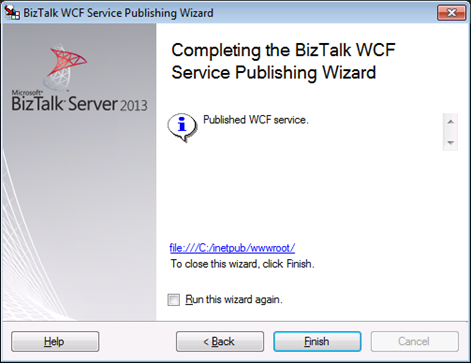 BizTalk WCF Service Publishing Wizard
Microsoft®
BizTalk® Server 2013
Completing the BizTalk WCF
Service Publishing Wizard
Published WCF service.
file:///C:/inetpub/wwwroot/
To close this wizard, click Finish.
Run this wizard again.
Help
< Back
Finish
Cancel